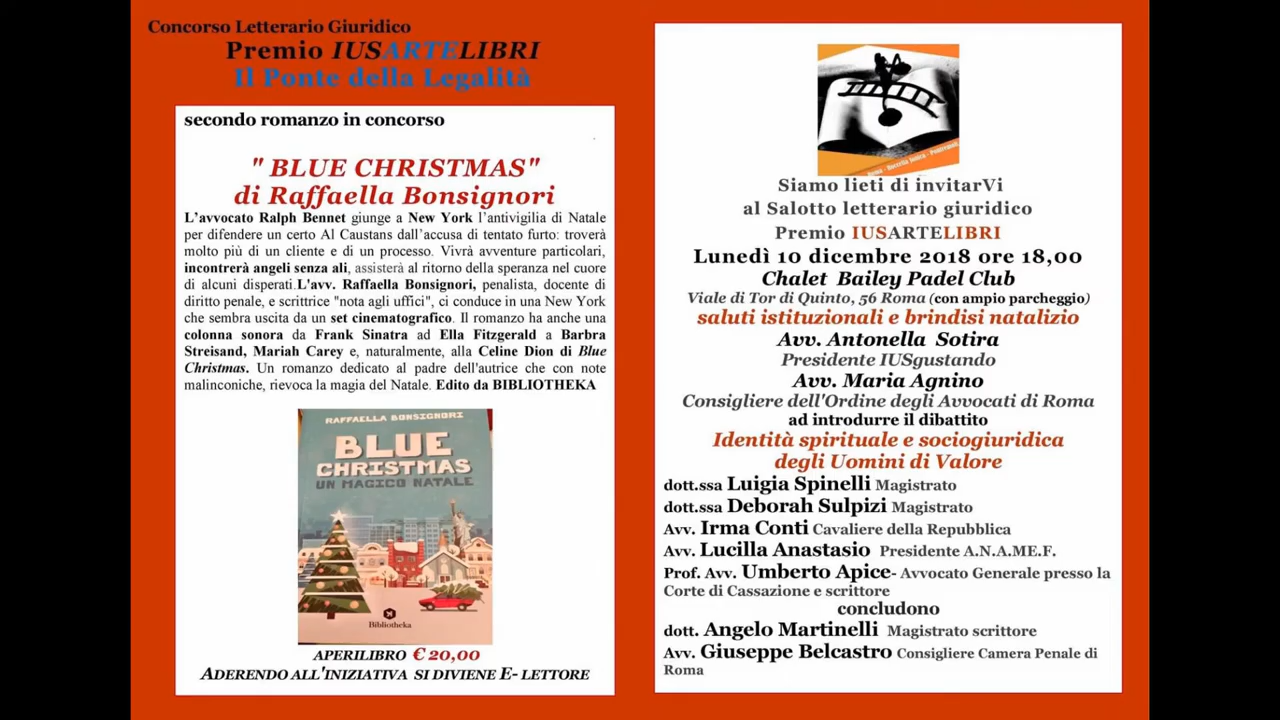 Concorso Letterario Giuridico
Premio IUSARTELIBRI
Il Ponte della Legalità
secondo romanzo in concorso
" BLUE CHRISTMAS"
di Raffaella Bonsignori
L'avvocato Ralph Bennet giunge a New York l'antivigilia di Natale
per difendere un certo Al Caustans dall'accusa di tentato furto: troverà
molto più di un cliente e di un processo. Vivrà avventure particolari,
incontrerà angeli senza ali, assisterà al ritorno della speranza nel cuore
di alcuni disperati.L'avv. Raffaella Bonsignori, penalista, docente di
diritto penale, e scrittrice "nota agli uffici", ci conduce in una New York
che sembra uscita da un set cinematografico. Il romanzo ha anche una
colonna sonora da Frank Sinatra ad Ella Fitzgerald a Barbra
Streisand, Mariah Carey e, naturalmente, alla Celine Dion di Blue
Christmas. Un romanzo dedicato al padre dell'autrice che con note
malinconiche, rievoca la magia del Natale. Edito da BIBLIOTHEKA
RAFFAELLA BONSIGNORI
BLUE
CHRISTMAS
UN MAGICO NATALE
Bibliotheka
APERILIBRO € 20,00
ADERENDO ALL'INIZIATIVA SI DIVIENE E- LETTORE
Siamo lieti di invitarVi
al Salotto letterario giuridico
Premio IUSARTELIBRI
Lunedì 10 dicembre 2018 ore 18,00
Chalet Bailey Padel Club
Viale di Tor di Quinto, 56 Roma (con ampio parcheggio)
saluti istituzionali e brindisi natalizio
Avv. Antonella Sotira
Presidente IUSgustando
Avv. Maria Agnino
Consigliere dell'Ordine degli Avvocati di Roma
ad introdurre il dibattito
Identità spirituale e sociogiuridica
degli Uomini di Valore
dott.ssa Luigia Spinelli Magistrato
dott.ssa Deborah Sulpizi Magistrato
Avv. Irma Conti Cavaliere della Repubblica
Avv. Lucilla Anastasio Presidente A.N.A.ME.F.
Prof. Avv. Umberto Apice- Avvocato Generale presso la
Corte di Cassazione e scrittore
concludono
dott. Angelo Martinelli Magistrato scrittore
Avv. Giuseppe Belcastro Consigliere Camera Penale di
Roma